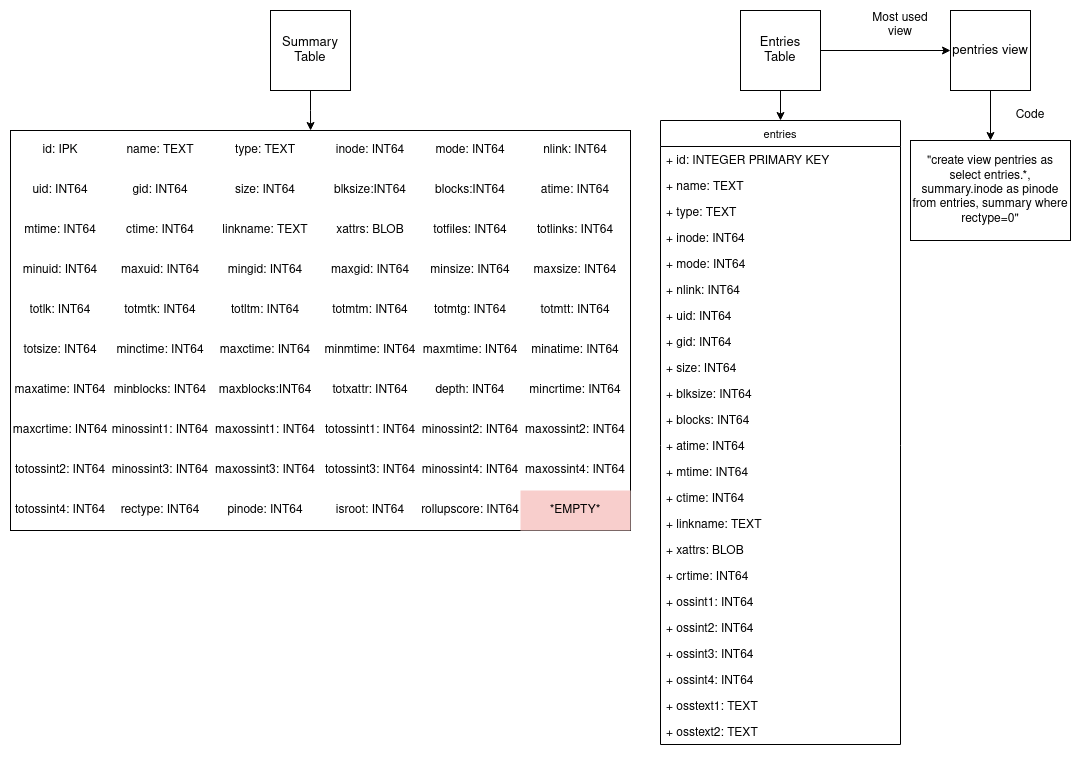 Summary
Table
id: IPK name: TEXT type: TEXT inode: INT64 mode: INT64 nlink: INT64
uid: INT64 gid: INT64 size: INT64 blksize:INT64 blocks:INT64 atime: INT64
mtime: INT64 ctime: INT64 linkname: TEXT xattrs: BLOB totfiles: INT64 totlinks: INT64
minuid: INT64 maxuid: INT64 mingid: INT64 maxgid: INT64 minsize: INT64 maxsize: INT64
totlk: INT64 totmtk: INT64 totltm: INT64 totmtm: INT64 totmtg: INT64 totmtt: INT64
totsize: INT64 minctime: INT64 maxctime: INT64 minmtime: INT64 maxmtime: INT64 minatime: INT64
maxatime: INT64 minblocks: INT64 maxblocks:INT64 totxattr: INT64 depth: INT64 mincrtime: INT64
maxcrtime: INT64 minossint1: INT64 maxossint1: INT64 totossint1: INT64 minossint2: INT64 maxossint2: INT64
totossint2: INT64 minossint3: INT64 maxossint3: INT64 totossint3: INT64 minossint4: INT64 maxossint4: INT64
totossint4: INT64 rectype: INT64 pinode: INT64 isroot: INT64 rollupscore: INT64 *EMPTY*
Entries
Table
Most used
view
pentries view
Code
"create view pentries as
select entries.*,
summary.inode as pinode
from entries, summary where
rectype=0"
entries
+ id: INTEGER PRIMARY KEY
+ name: TEXT
+ type: TEXT
+ inode: INT64
+ mode: INT64
+ nlink: INT64
+ uid: INT64
+ gid: INT64
+ size: INT64
+ blksize: INT64
+ blocks: INT64
+ atime: INT64
+ mtime: INT64
+ ctime: INT64
+ linkname: TEXT
+ xattrs: BLOB
+ crtime: INT64
+ ossint1: INT64
+ ossint2: INT64
+ ossint3: INT64
+ ossint4: INT64
+ osstext1: TEXT
+ osstext2: TEXT